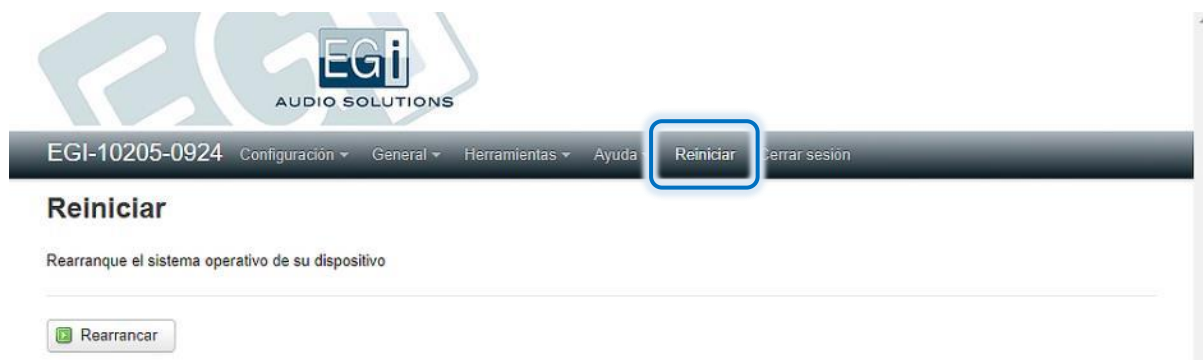 EGi
AUDIO SOLUTIONS
EGI-10205-0924 Configuración General Herramientas Ayuda Reiniciar Cerrar sesión
Reiniciar
Rearranque el sistema operativo de su dispositivo
Rearrancar